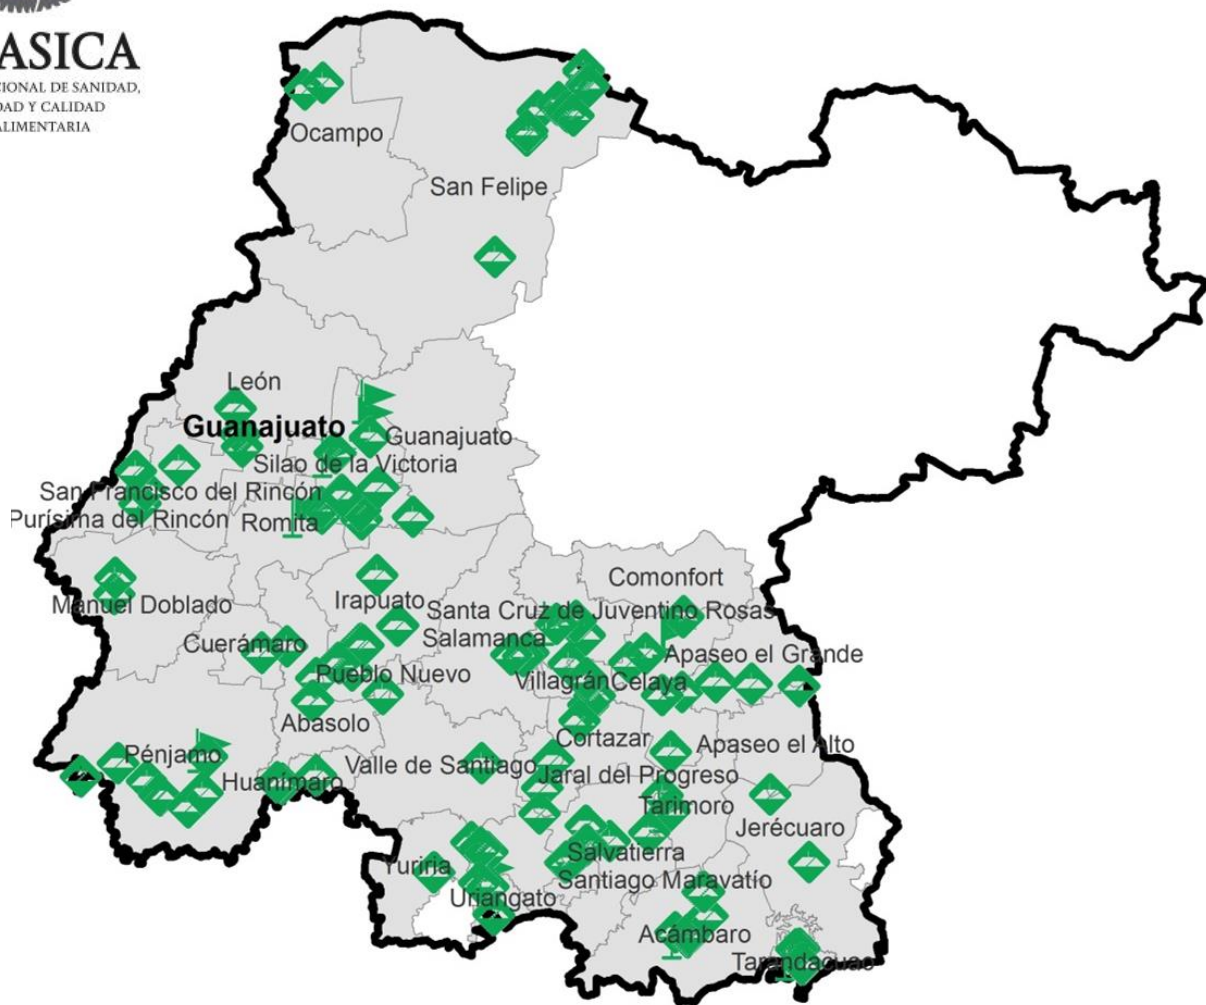 ASICA
CIONAL DE SANIDAD,
DAD Y CALIDAD
ALIMENTARIA
Ocampo
San Felipe
León
Guanajuato
Guanajuato
Silao de la Victoria
San Francisco del Rincón
Purísima del Rincón
Romita
Comonfort
Manuel Doblado
Irapuato
Santa Cruz de Juventino Rosas
Salamanca
Cuerámaro
Apaseo el Grande
Pueblo Nuevo
Villagrán
Celaya
Abasolo
Cortazar
Apaseo el Alto
Pénjamo
Valle de Santiago
Huanímaro
Jaral del Progreso
Tarimoro
Jerécuaro
Salvatierra
Yuriria
Santiago Maravatío
Uriangato
Acámbaro
Tarandacuao